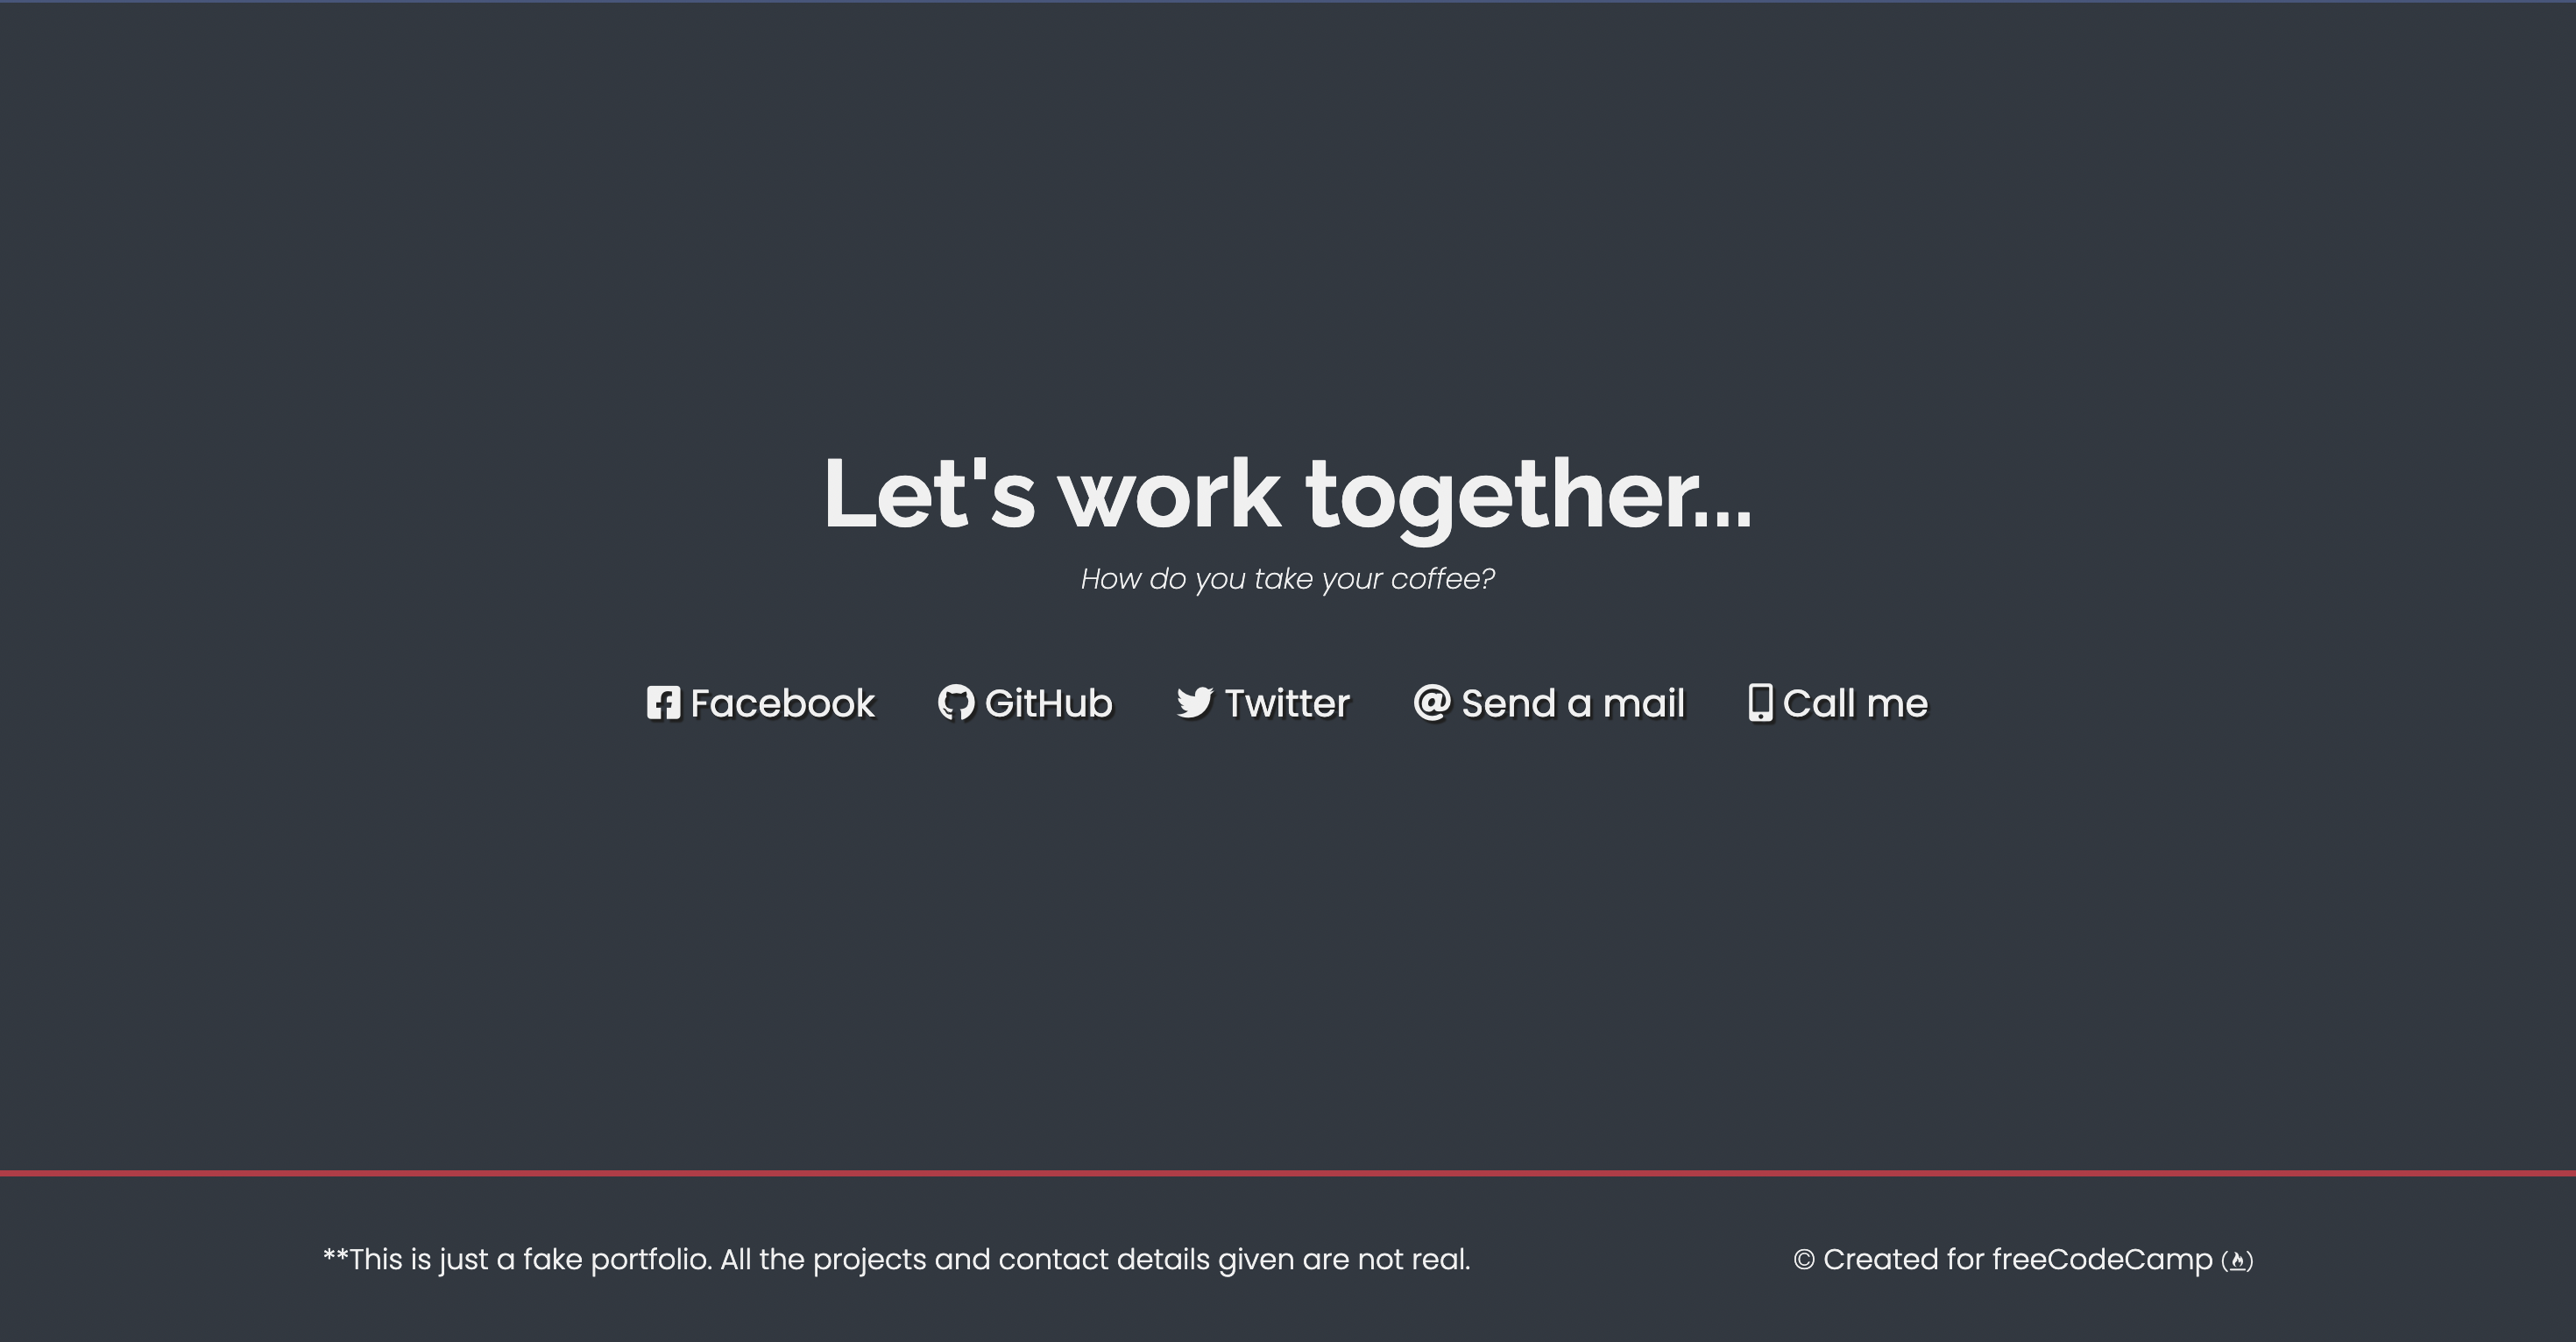 Let's work together...
How do you take your coffee?
Facebook GitHub Twitter @ Send a mail Call me
**This is just a fake portfolio. All the projects and contact details given are not real.
© Created for freeCodeCamp